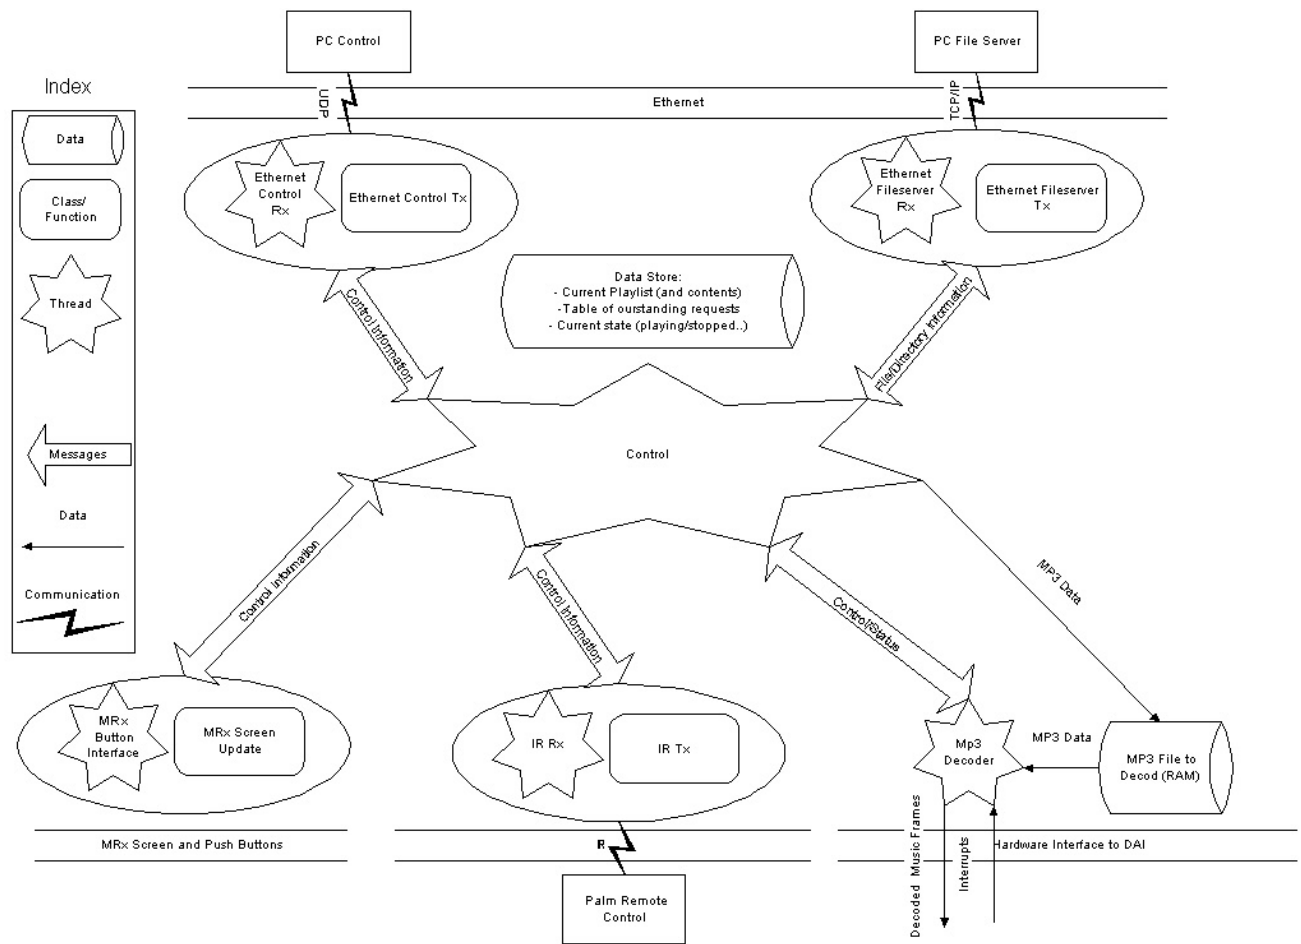 PC Control
PC File Server
Index
UDP
Ethernet
TCP/IP
Data
Class/
Function
Thread
Messages
Data
Communication
Ethernet
Control
Rx
Ethernet Control Tx
Ethernet
Fileserver
Rx
Ethernet Fileserver
Tx
Control Information
Data Store:
- Current Playlist (and contents)
-Table of ourstanding requests
- Current state (playing/stopped..)
File/Directory Information
Control
Control Information
Control Information
Control/Status
MP3 Data
MRx
Button
Interface
MRx Screen
Update
IR Rx
IR Tx
Mp3
Decoder
MP3 Data
MP3 File to
Decod (RAM)
MRx Screen and Push Buttons
R
Decoded Music Frames
Interrupts
Hardware Interface to DAI
Palm Remote
Control